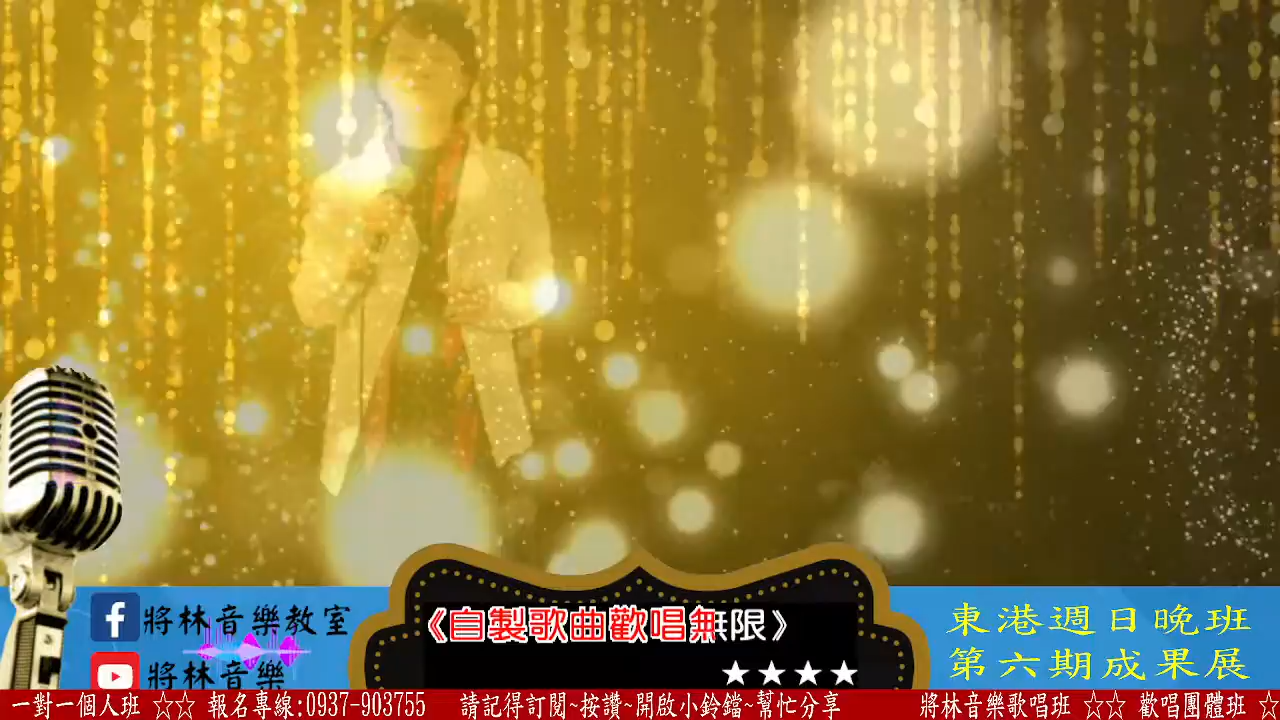 將林音樂教室
將林音樂
《自製歌曲歡唱無限》
★★★★
東港週日晚班
第六期成果展
一對一個人班 ☆☆ 報名專線:0937-903755 請記得訂閱~按讚~開啟小鈴鐺~幫忙分享 將林音樂歌唱班 ☆☆ 歡唱團體班 ☆